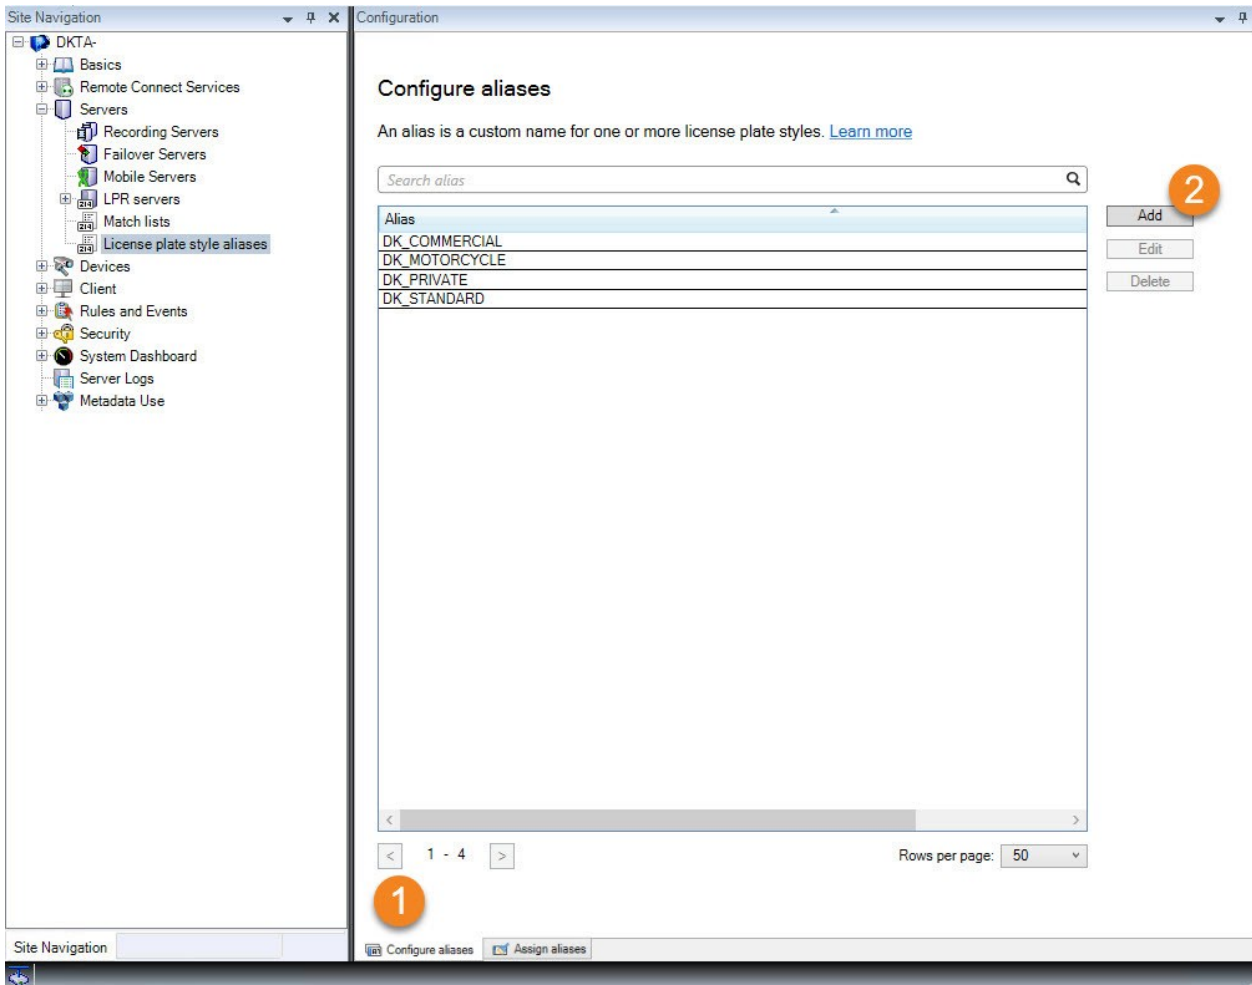 Site Navigation
DKTA-
Basics
Remote Connect Services
Servers
Recording Servers
Failover Servers
Mobile Servers
LPR servers
Match lists
License plate style aliases
Devices
Client
Rules and Events
Security
System Dashboard
Server Logs
Metadata Use
Site Navigation
Configuration
Configure aliases
An alias is a custom name for one or more license plate styles. Learn more
Search alias
2
Alias
Add
DK_COMMERCIAL
DK_MOTORCYCLE
Edit
DK_PRIVATE
Delete
DK_STANDARD
< 1 - 4 >
Rows per page: 50
1
Configure aliases
Assign aliases